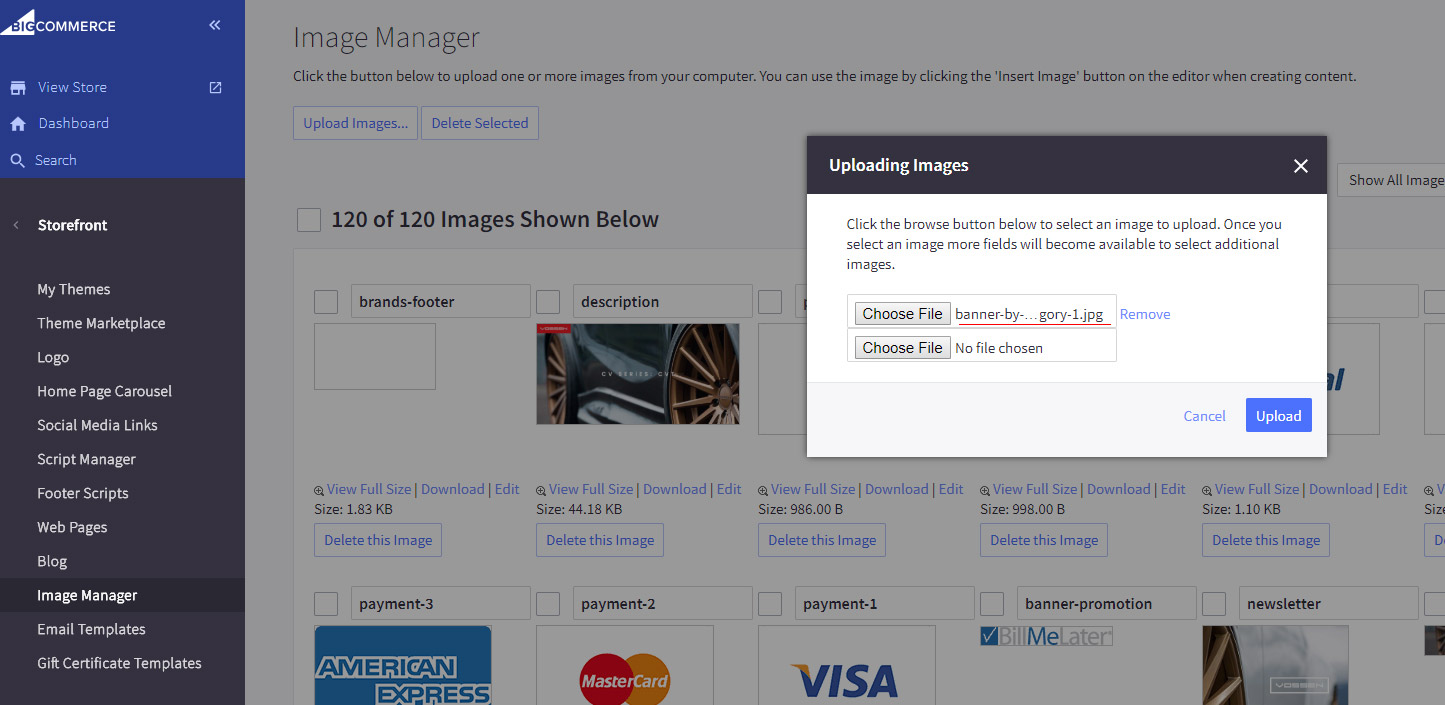 BIGCOMMERCE
View Store
Dashboard
Search
Storefront
My Themes
Theme Marketplace
Logo
Home Page Carousel
Social Media Links
Script Manager
Footer Scripts
Web Pages
Blog
Image Manager
Email Templates
Gift Certificate Templates
Image Manager
Click the button below to upload one or more images from your computer. You can use the image by clicking the 'Insert Image' button on the editor when creating content.
Upload Images... Delete Selected
Show All Image
120 of 120 Images Shown Below
Uploading Images
Click the browse button below to select an image to upload. Once you
select an image more fields will become available to select additional
images.
Choose File banner-by-...gory-1.jpg Remove
Choose File No file chosen
Cancel Upload
brands-footer description
VOSSEN
CV SERIES: CV7
al
View Full Size | Download | Edit View Full Size | Download | Edit View Full Size | Download | Edit View Full Size | Download | Edit View Full Size | Download | Edit V
Size: 1.83 KB Size: 44.18 KB Size: 986.00 B Size: 998.00 B Size: 1.10 KB Size
Delete this Image Delete this Image Delete this Image Delete this Image Delete this Image D
payment-3 payment-2 payment-1 banner-promotion newsletter
AMERICAN EXPRESS
MasterCard
VISA
BillMeLater
VOSSEN